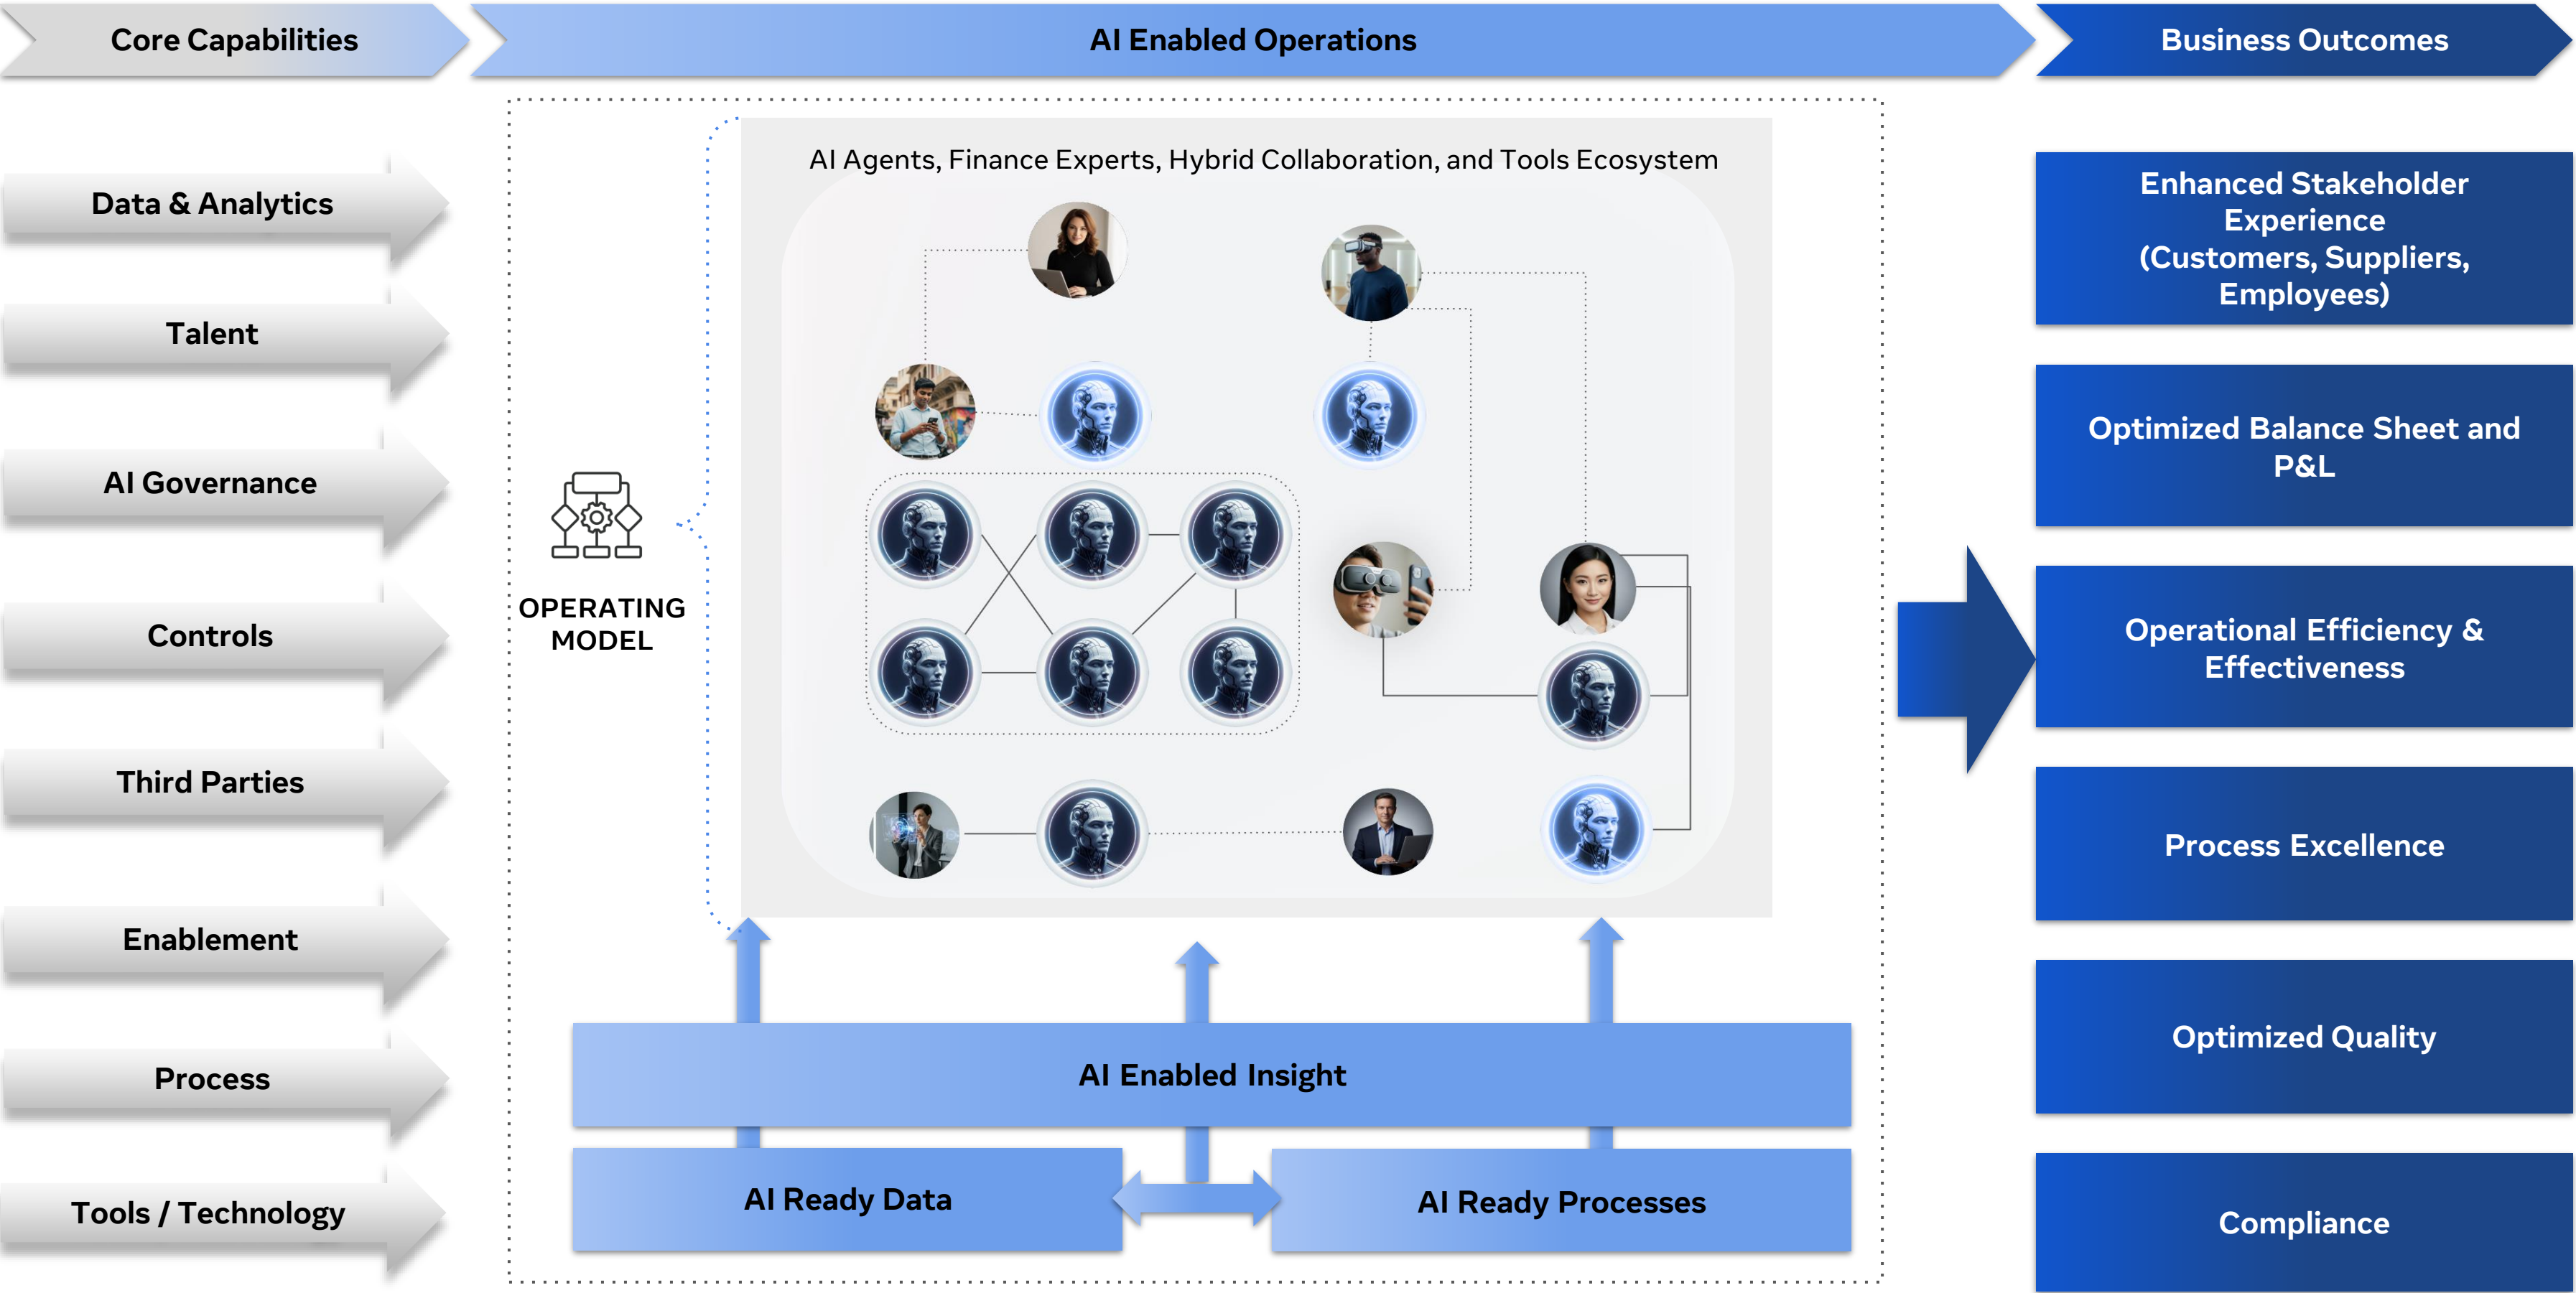 Core Capabilities
AI Enabled Operations
Business Outcomes
Data & Analytics
Talent
AI Governance
Controls
Third Parties
Enablement
Process
Tools / Technology
OPERATING
MODEL
AI Agents, Finance Experts, Hybrid Collaboration, and Tools Ecosystem
AI Enabled Insight
AI Ready Data
AI Ready Processes
Enhanced Stakeholder
Experience
(Customers, Suppliers,
Employees)
Optimized Balance Sheet and
P&L
Operational Efficiency &
Effectiveness
Process Excellence
Optimized Quality
Compliance